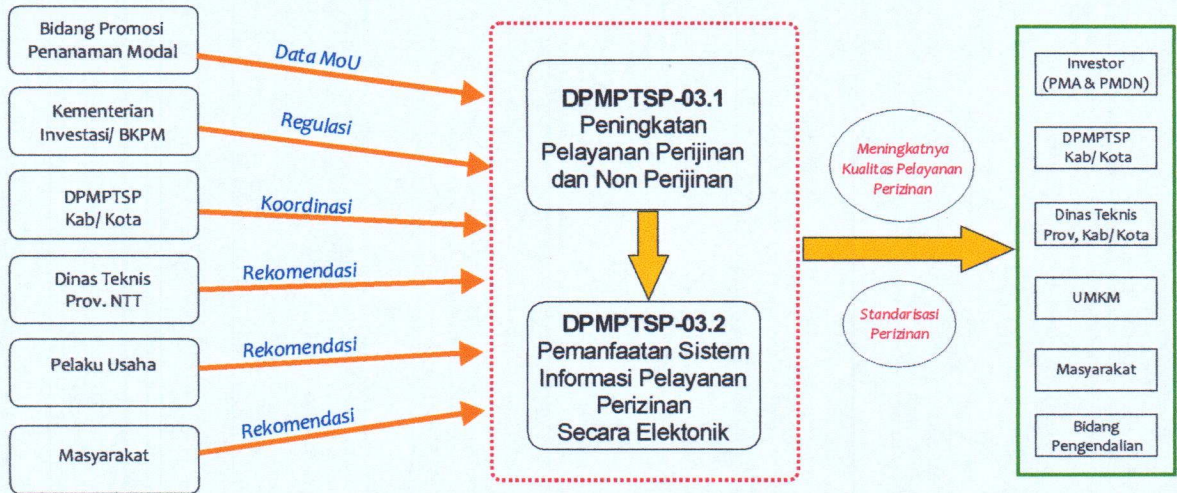 Bidang Promosi
Penanaman Modal
Data MoU
Kementerian
Investasi/ BKPM
Regulasi
DPMPTSP
Kab/ Kota
Koordinasi
Dinas Teknis
Prov. NTT
Rekomendasi
Pelaku Usaha
Rekomendasi
Masyarakat
Rekomendasi
DPMPTSP-03.1
Peningkatan
Pelayanan Perijinan
dan Non Perijinan
DPMPTSP-03.2
Pemanfaatan Sistem
Informasi Pelayanan
Perizinan
Secara Elektonik
Meningkatnya
Kualitas Pelayanan
Perizinan
Standarisasi
Perizinan
Investor
(PMA & PMDN)
DPMPTSP
Kab/ Kota
Dinas Teknis
Prov, Kab/ Kota
UMKM
Masyarakat
Bidang
Pengendalian